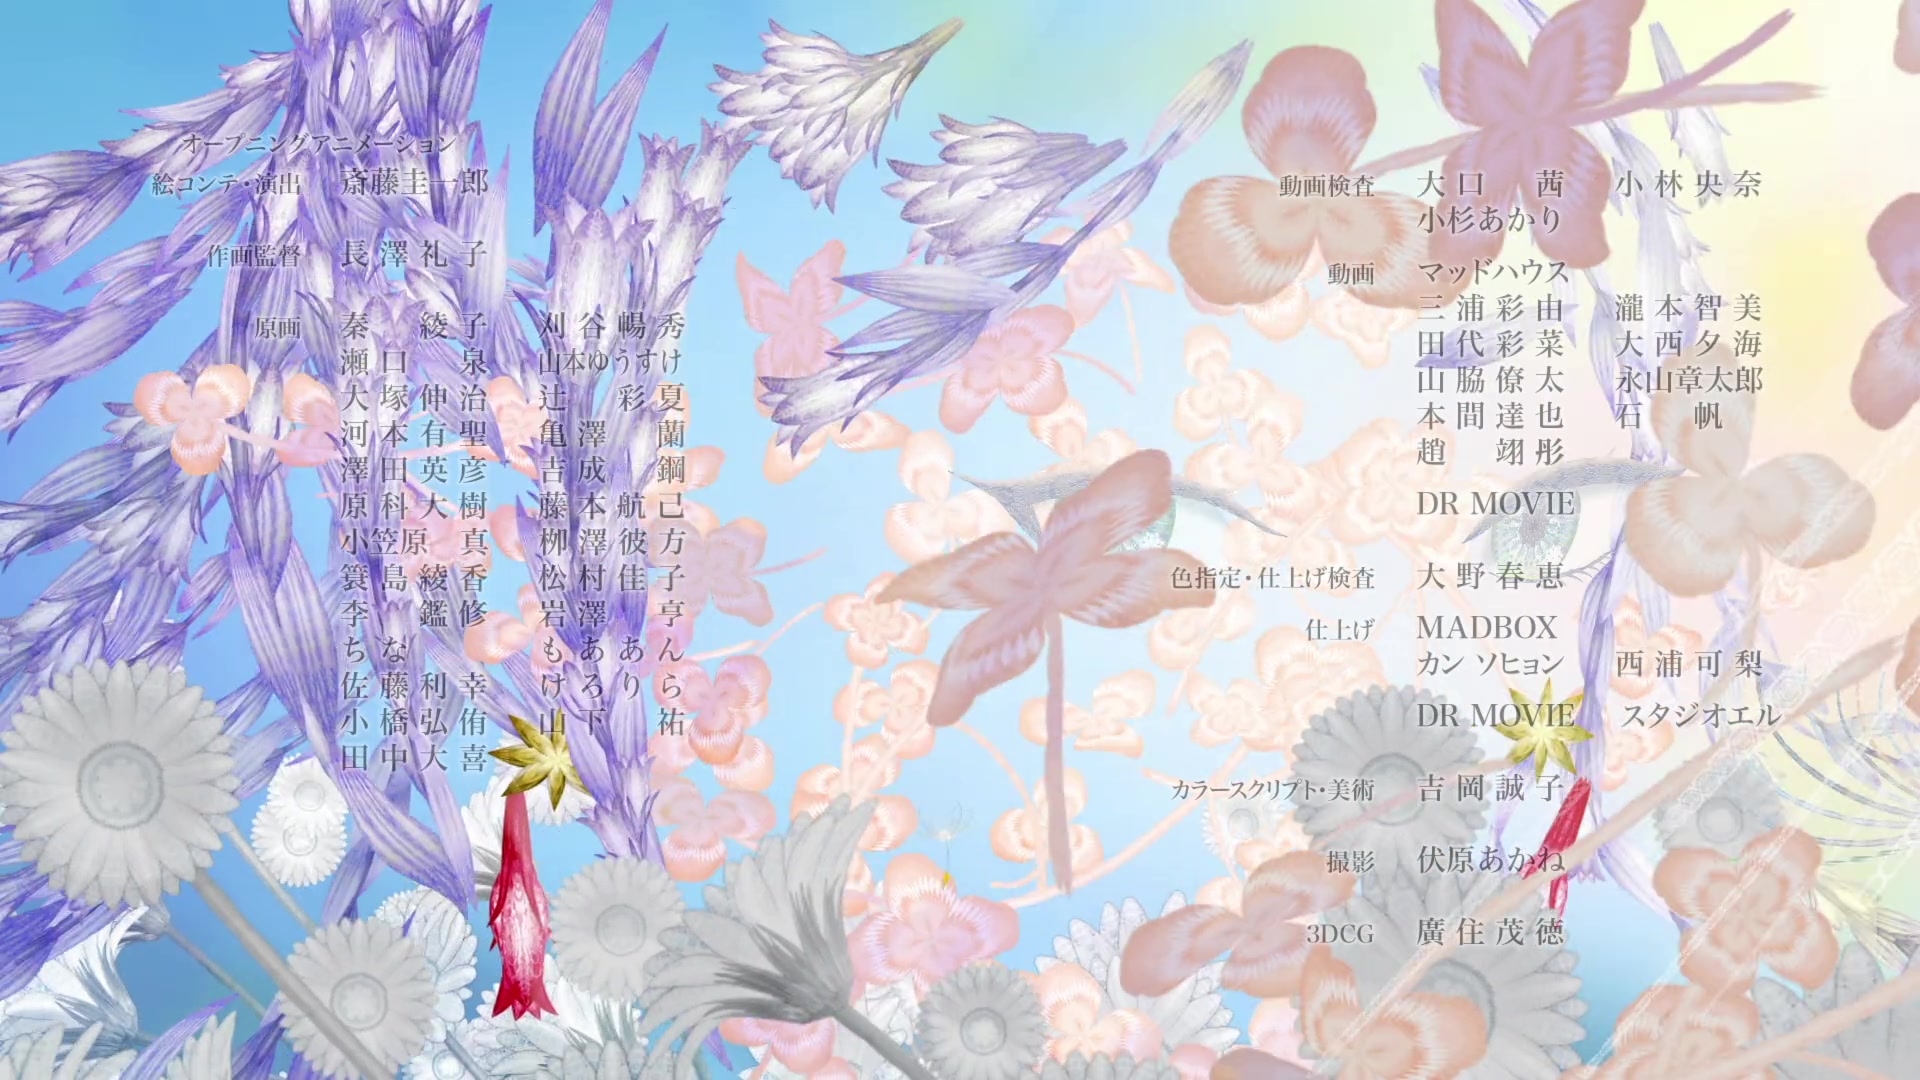 オープニングアニメーション
絵コンテ・演出 斎藤圭一郎
作画監督 長澤礼子
原画 秦 綾子 刈谷暢秀
瀬口 泉 山本ゆうすけ
大塚伸治 辻 彩夏
河本有聖 亀澤 蘭
澤田英彦 吉成 鋼
原科大樹 藤本航己
小笠原 真 栁澤彼方
簑島綾香 松村佳子
李 鑑修 岩澤 亨
ちな もああん
佐藤利幸 けろりら
小橋弘侑 山下 祐
田中大喜
動画検査 大口 茜 小林央奈
小杉あかり
動画 マッドハウス
三浦彩由 瀧本智美
田代彩菜 大西夕海
山脇僚太 永山章太郎
本間達也 石 帆
趙 翊彤
DR MOVIE
色指定・仕上げ検査 大野春恵
仕上げ MADBOX
カン ソヒョン 西浦可梨
DR MOVIE スタジオエル
カラースクリプト・美術 吉岡誠子
撮影 伏原あかね
3DCG 廣住茂徳